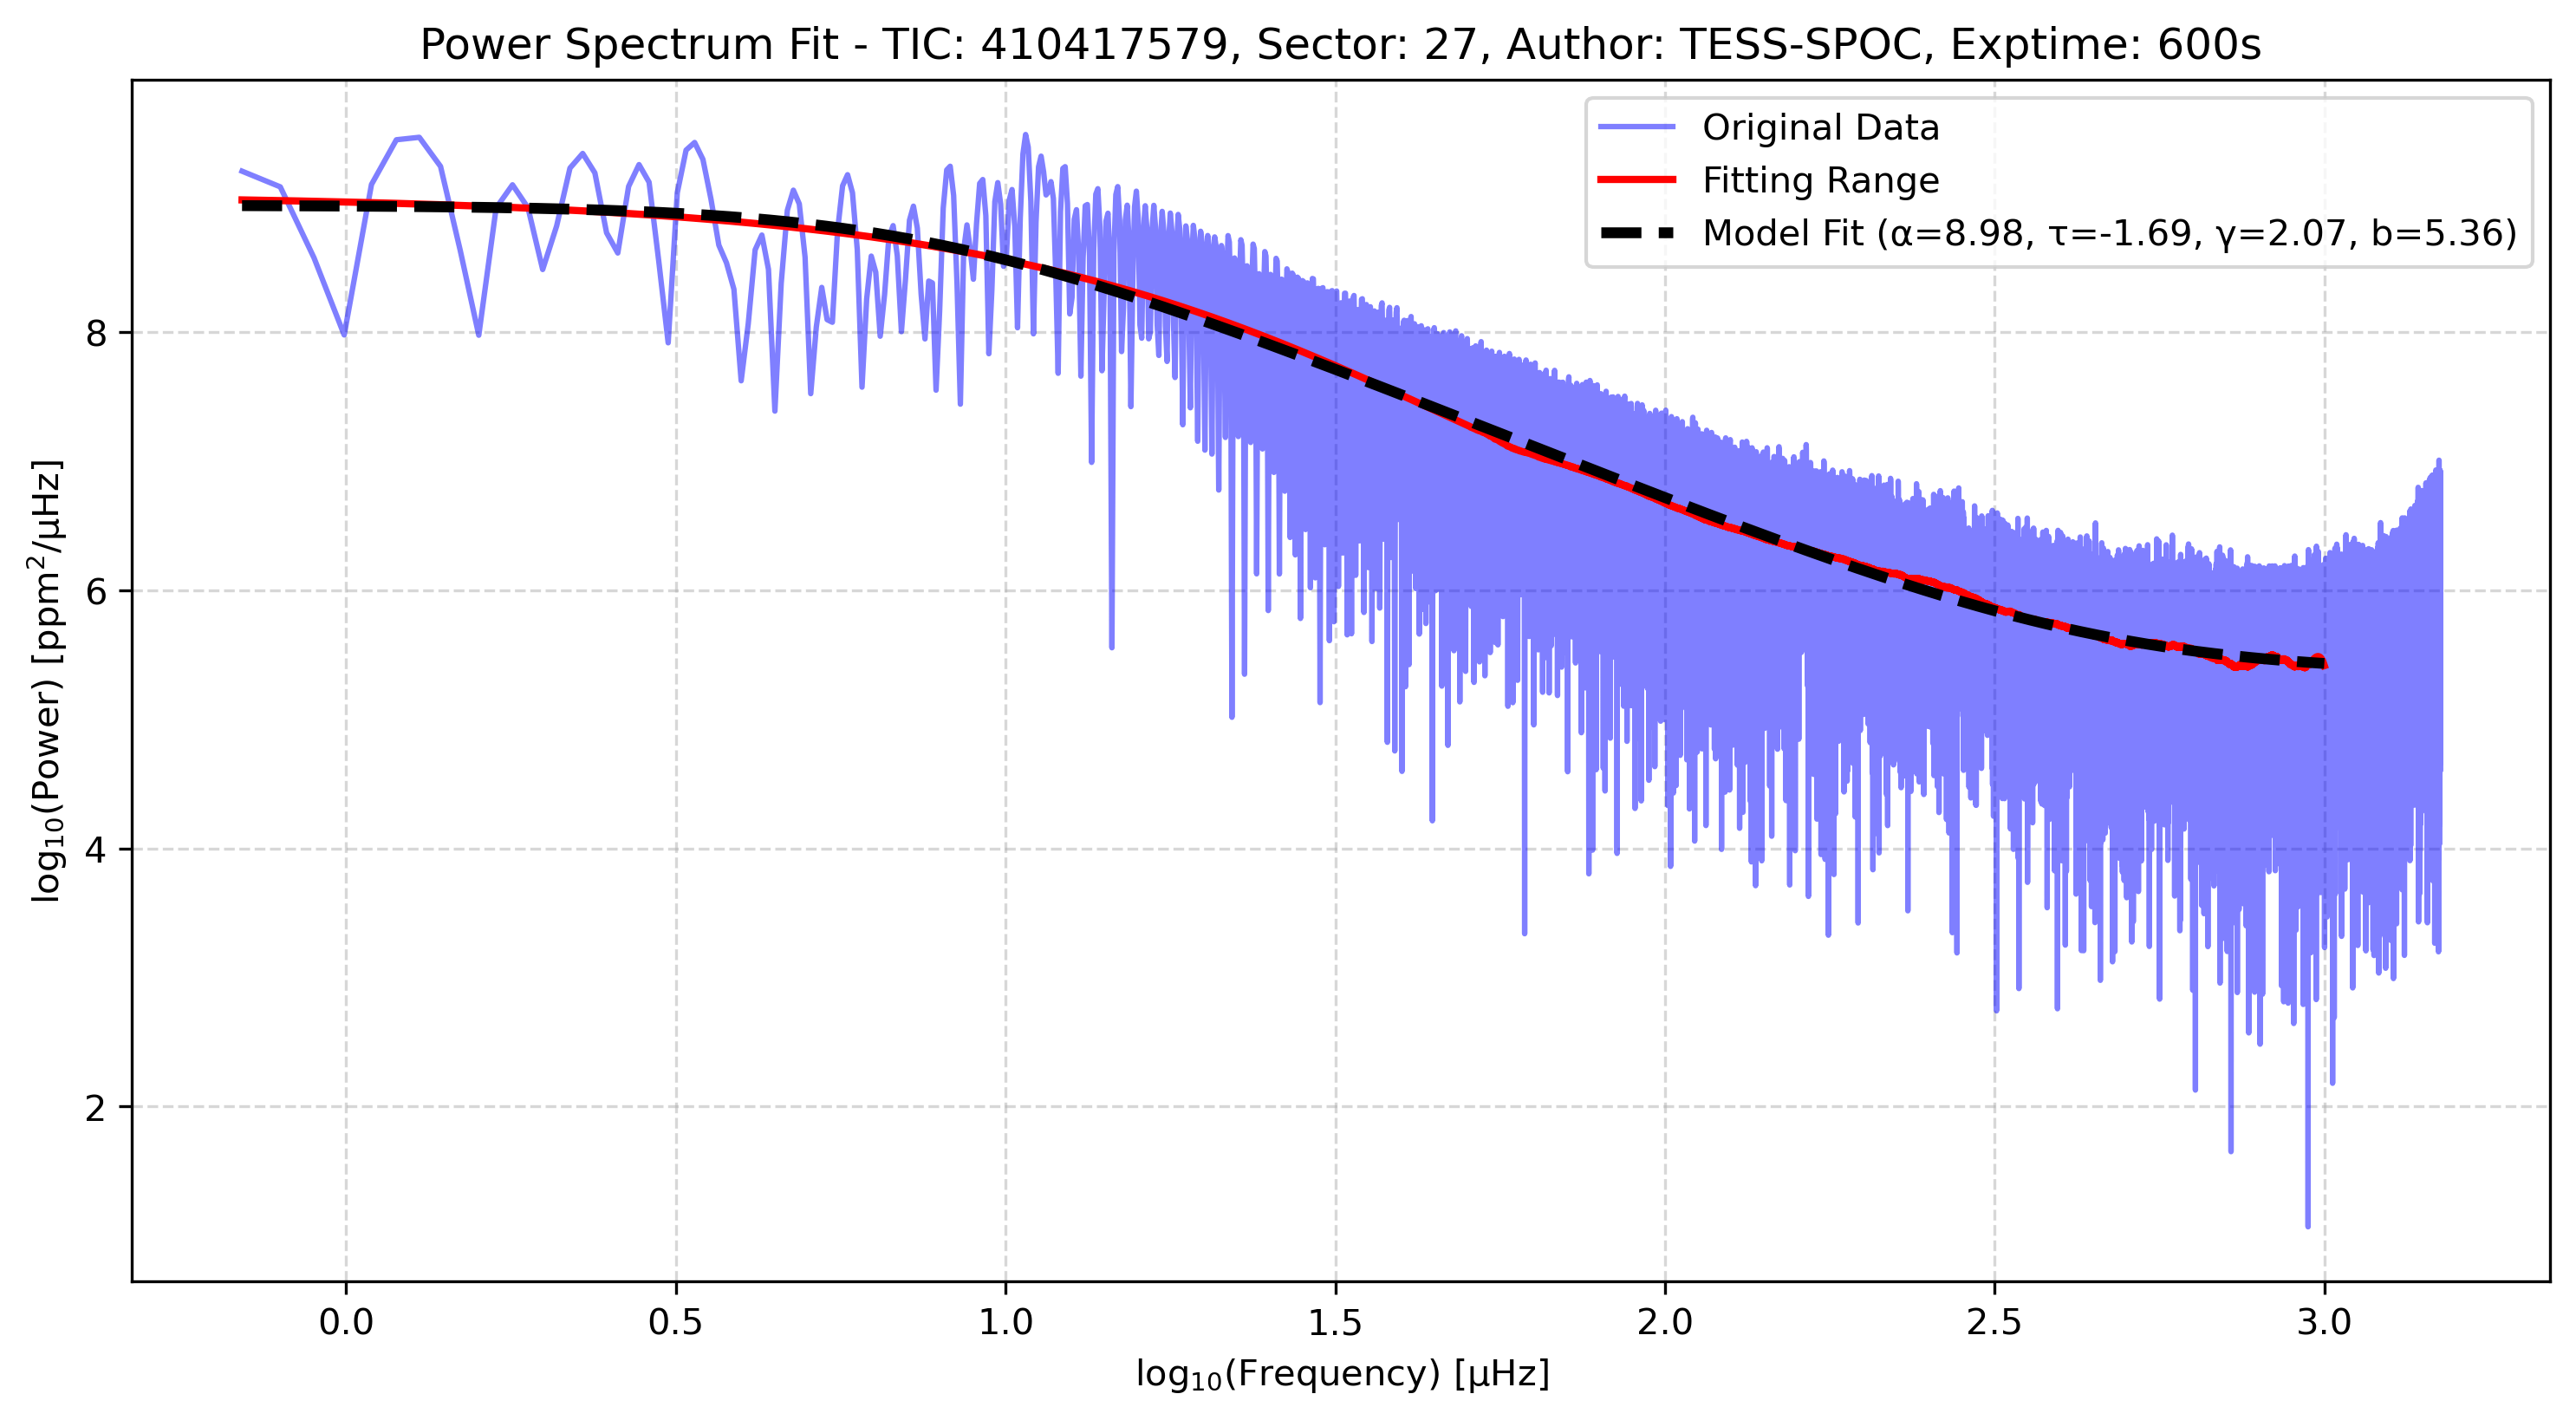 Power Spectrum Fit - TIC: 410417579, Sector: 27, Author: TESS-SPOC, Exptime: 600s
Original Data
Fitting Range
Model Fit (α=8.98, τ=-1.69, γ=2.07, b=5.36)
log₁₀(Power) [ppm²/μHz]
8
6
4
2
0.0 0.5 1.0 1.5 2.0 2.5 3.0
log₁₀(Frequency) [μHz]